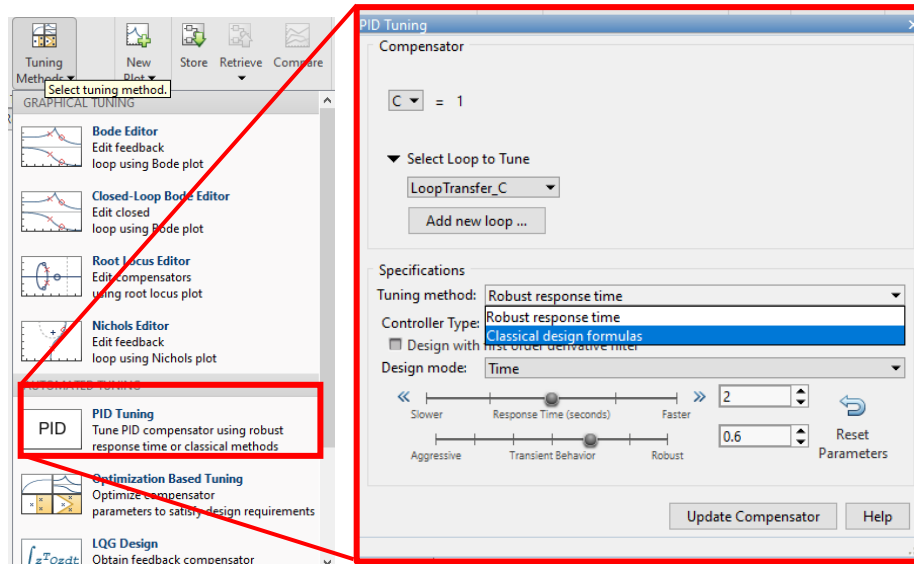 Tuning
Methods
New
Plot
Store
Retrieve
Compare
Select tuning method.
GRAPHICAL TUNING
Bode Editor
Edit feedback
loop using Bode plot
Closed-Loop Bode Editor
Edit closed
loop using Bode plot
Root Locus Editor
Edit compensators
using root locus plot
Nichols Editor
Edit feedback
loop using Nichols plot
AUTOMATED TUNING
PID
PID Tuning
Tune PID compensator using robust
response time or classical methods
Optimization Based Tuning
Optimize compensator
parameters to satisfy design requirements
LQG Design
Obtain feedback compensator
PID Tuning
Compensator
C = 1
Select Loop to Tune
LoopTransfer_C
Add new loop ...
Specifications
Tuning method: Robust response time
Robust response time
Controller Type:
Classical design formulas
Design with first order derivative filter
Design mode: Time
Slower Response Time (seconds) Faster 2
Aggressive Transient Behavior Robust 0.6
Reset
Parameters
Update Compensator Help